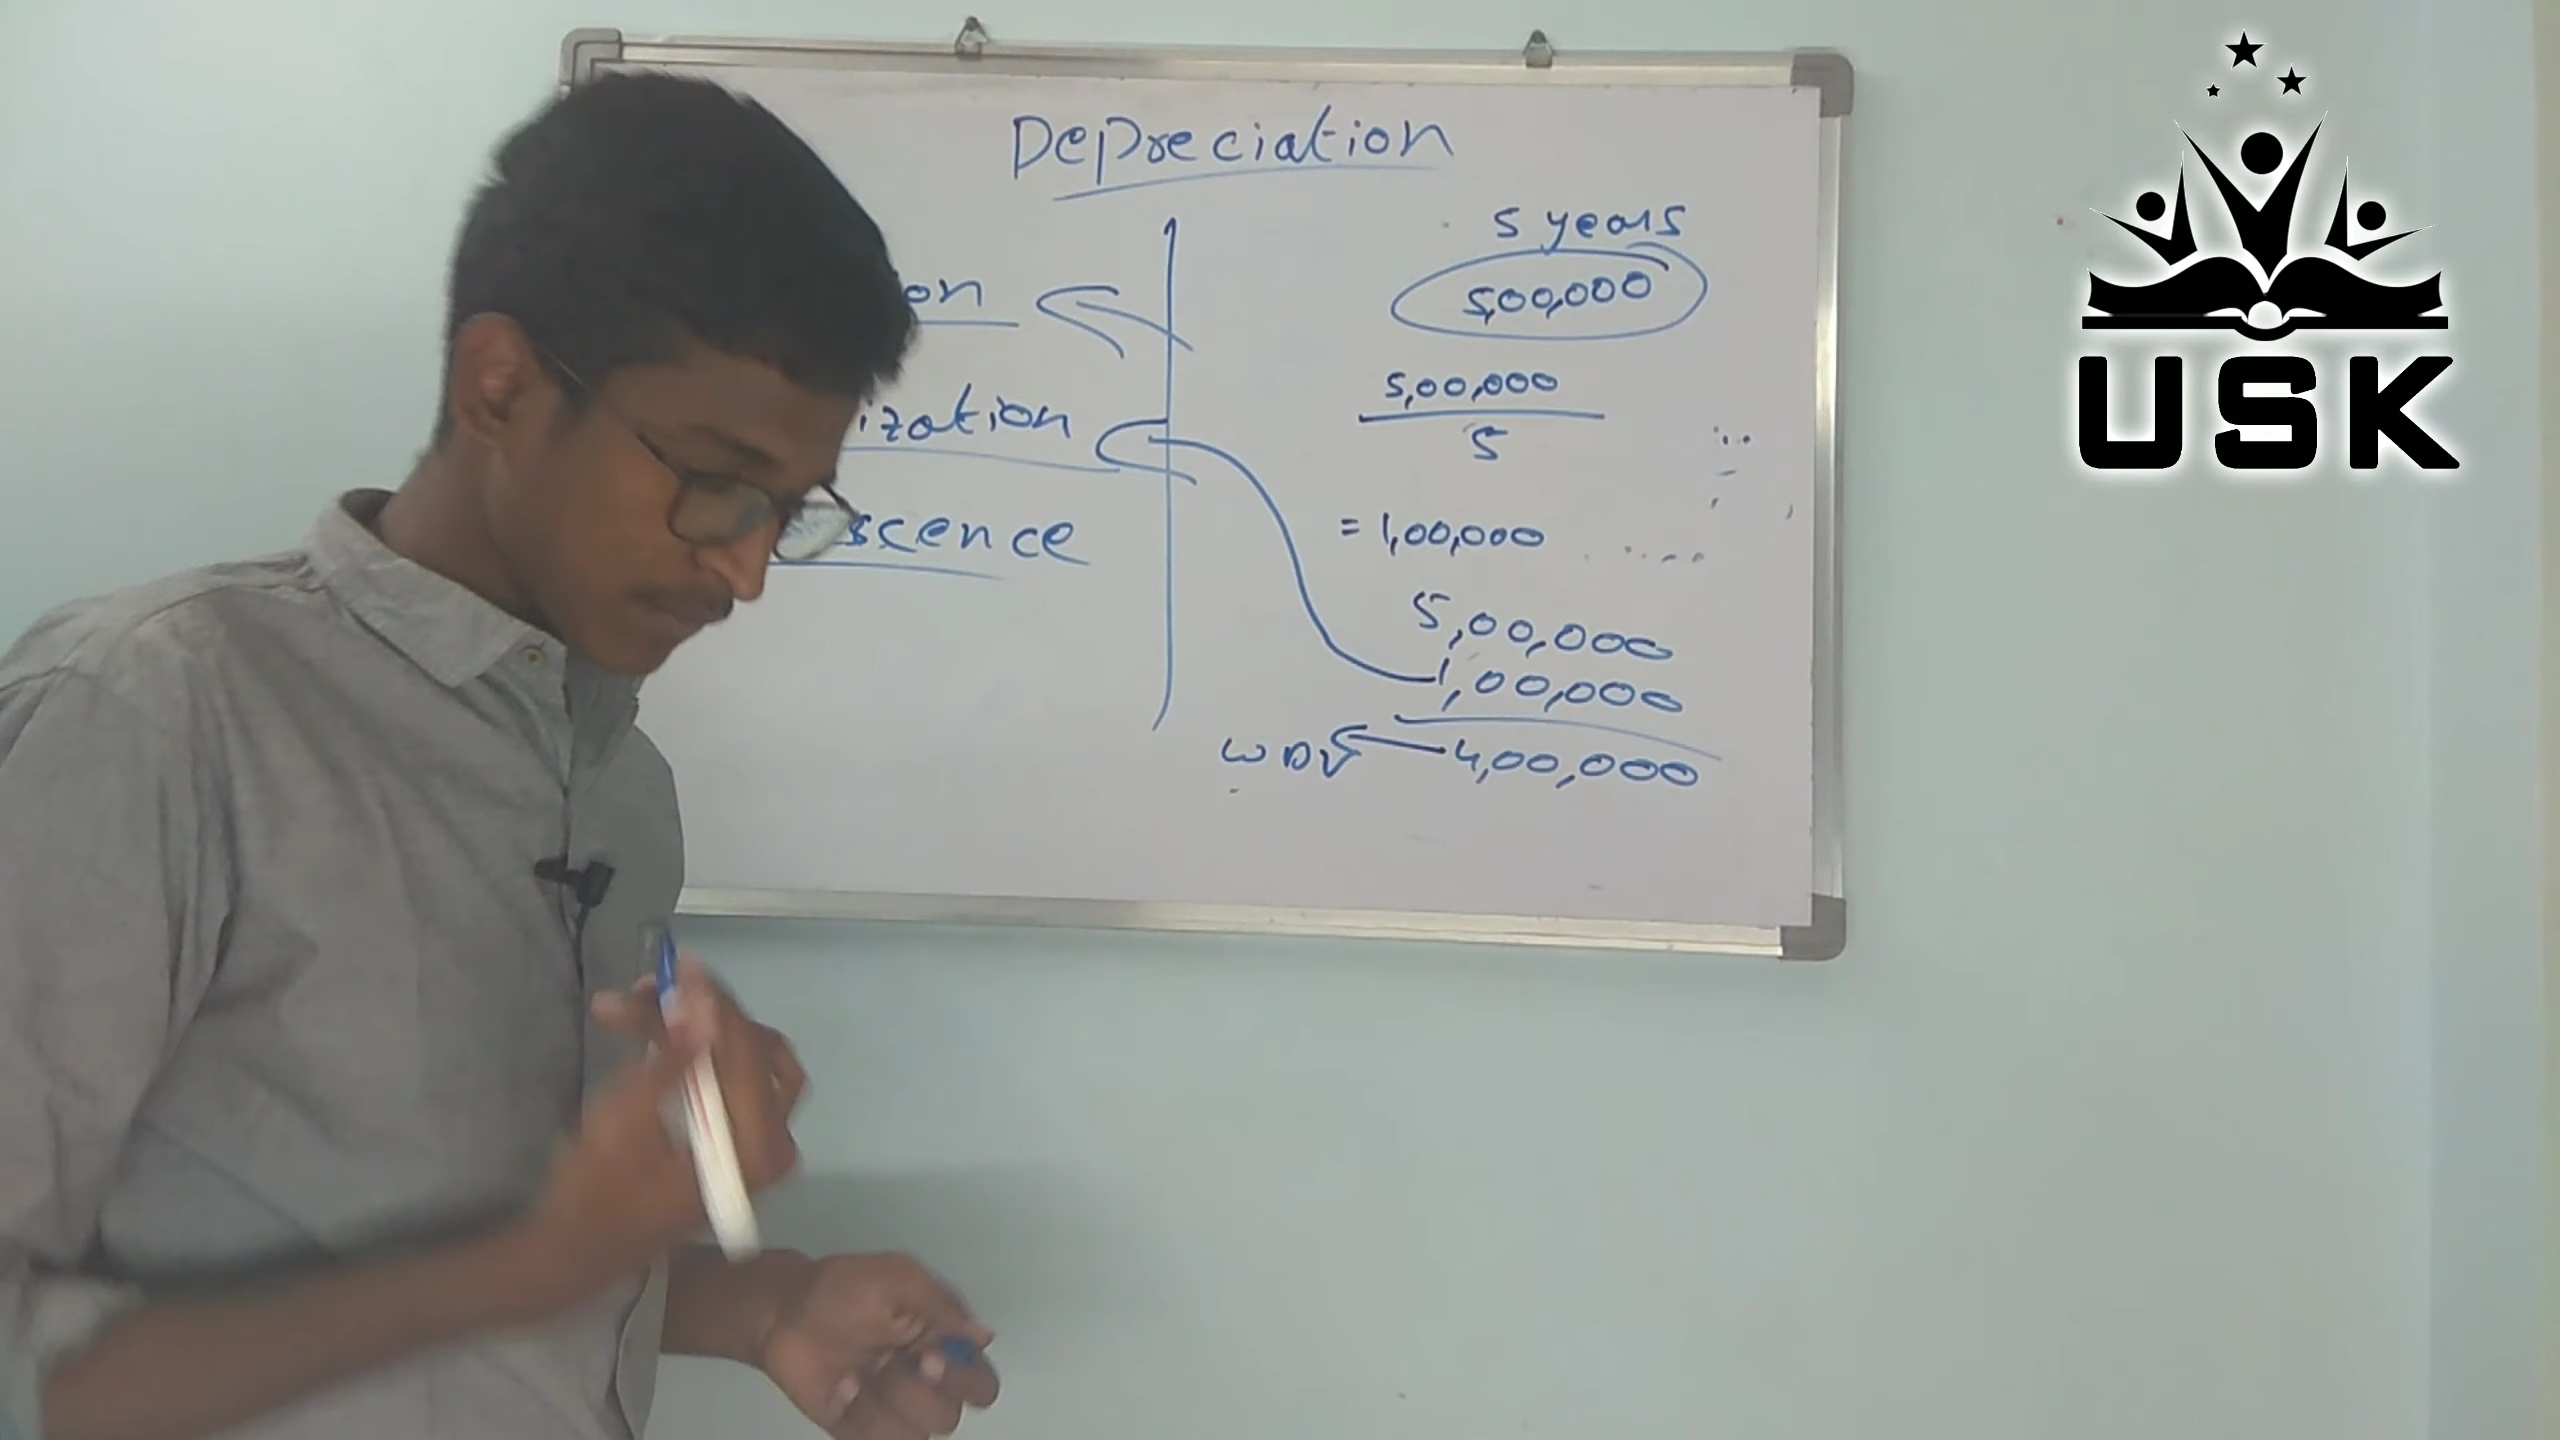 Depreciation
on
ization
scence
5 years
5,00,000
5,00,000
5
= 1,00,000
5,00,000
1,00,000
WDV 4,00,000
USK